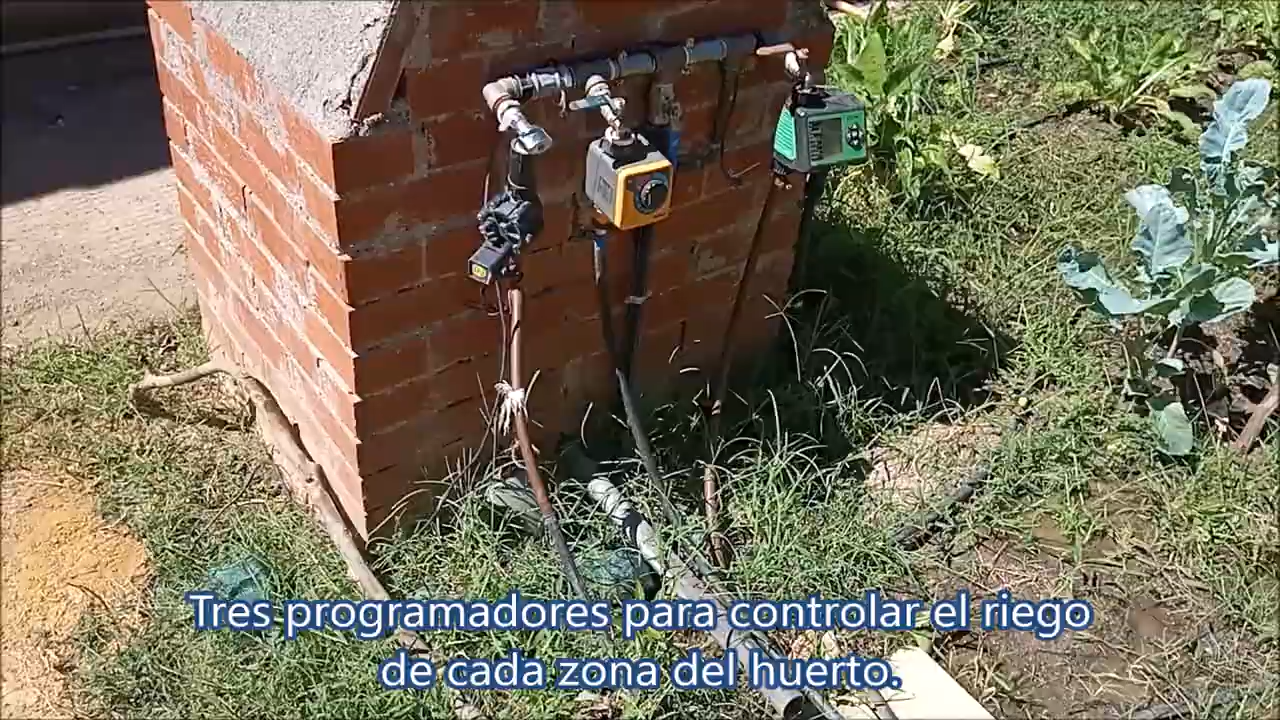 Tres programadores para controlar el riego
de cada zona del huerto.